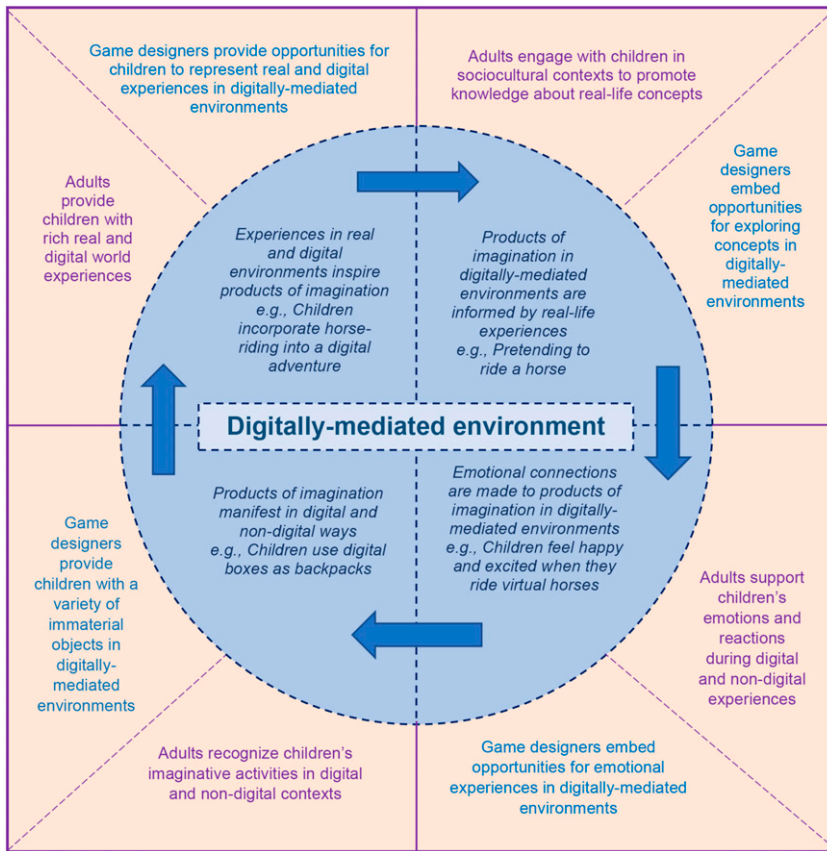 Game designers provide opportunities for
children to represent real and digital
experiences in digitally-mediated
environments
Adults engage with children in
sociocultural contexts to promote
knowledge about real-life concepts
Adults
provide
children with
rich real and
digital world
experiences
Game
designers
embed
opportunities
for exploring
concepts in
digitally-
mediated
environments
Experiences in real
and digital
environments inspire
products of imagination
e.g., Children
incorporate horse-
riding into a digital
adventure
Products of
imagination in
digitally-mediated
environments are
informed by real-life
experiences
e.g., Pretending to
ride a horse
Digitally-mediated environment
Products of imagination
manifest in digital and
non-digital ways
e.g., Children use digital
boxes as backpacks
Emotional connections
are made to products of
imagination in digitally-
mediated environments
e.g., Children feel happy
and excited when they
ride virtual horses
Game
designers
provide
children with a
variety of
immaterial
objects in
digitally-
mediated
environments
Adults support
children's
emotions and
reactions
during digital
and non-digital
experiences
Adults recognize children's
imaginative activities in digital
and non-digital contexts
Game designers embed
opportunities for emotional
experiences in digitally-mediated
environments